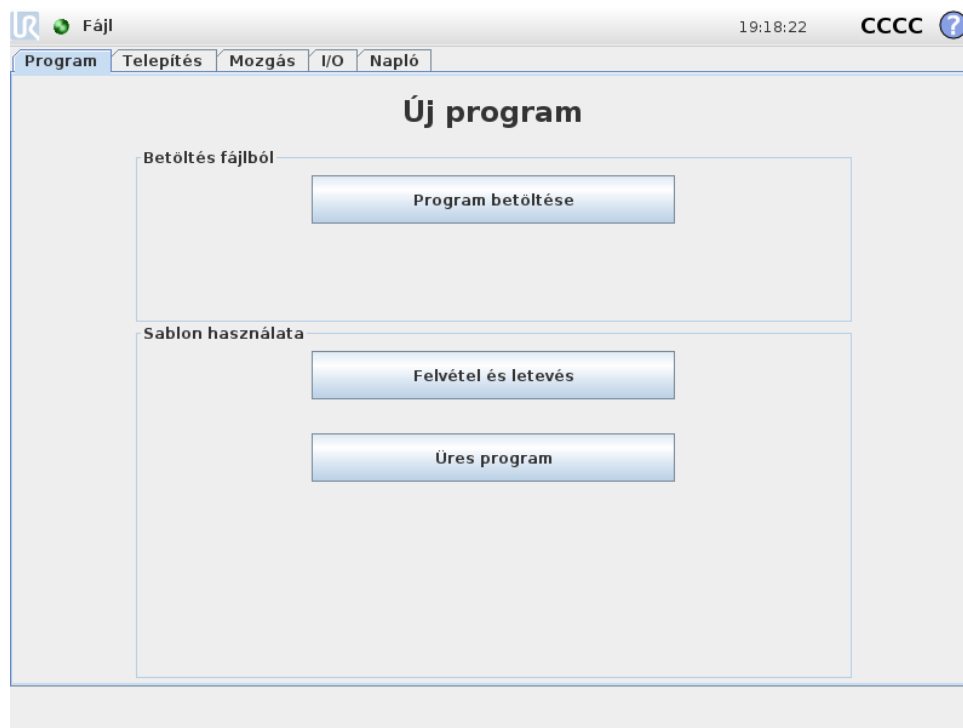 UR Fájl 19:18:22 CCCC ?
Program Telepítés Mozgás I/O Napló
Új program
Betöltés fájlból
Program betöltése
Sablon használata
Felvétel és letevés
Üres program